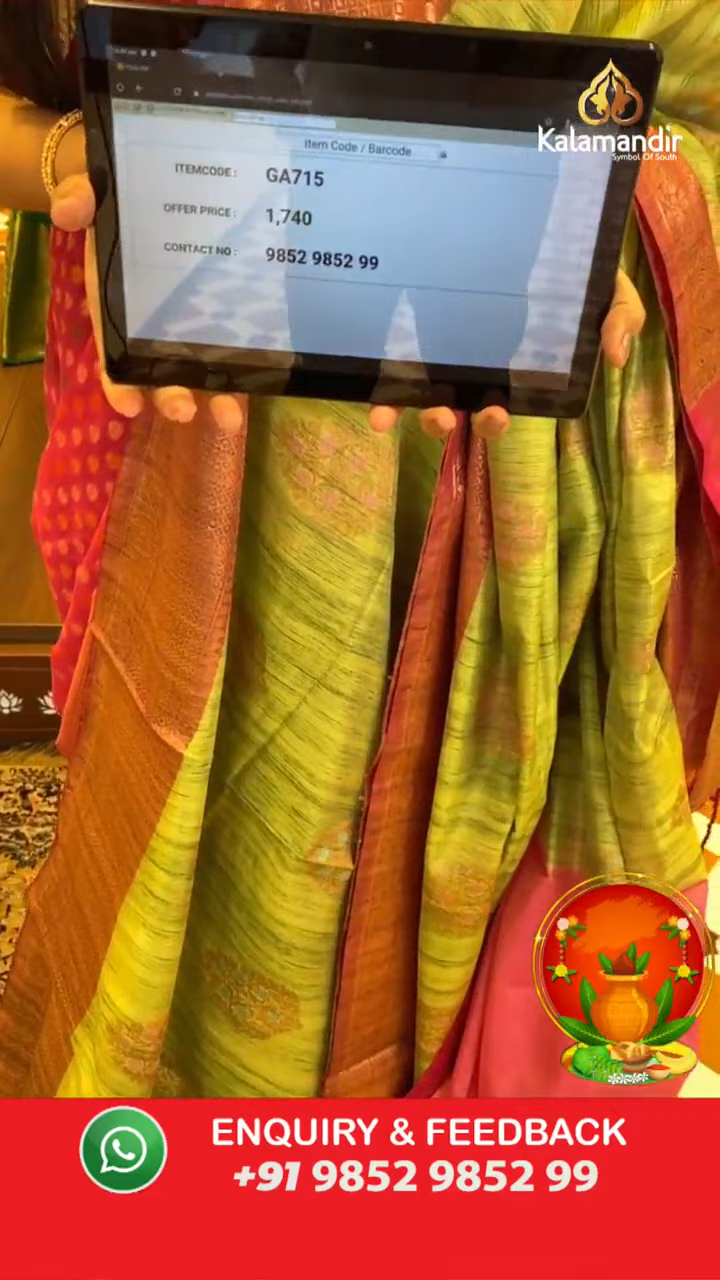 Kalamandir
Symbol Of South
Item Code / Barcode
ITEMCODE : GA715
OFFER PRICE : 1,740
CONTACT NO : 9852 9852 99
ENQUIRY & FEEDBACK
+91 9852 9852 99